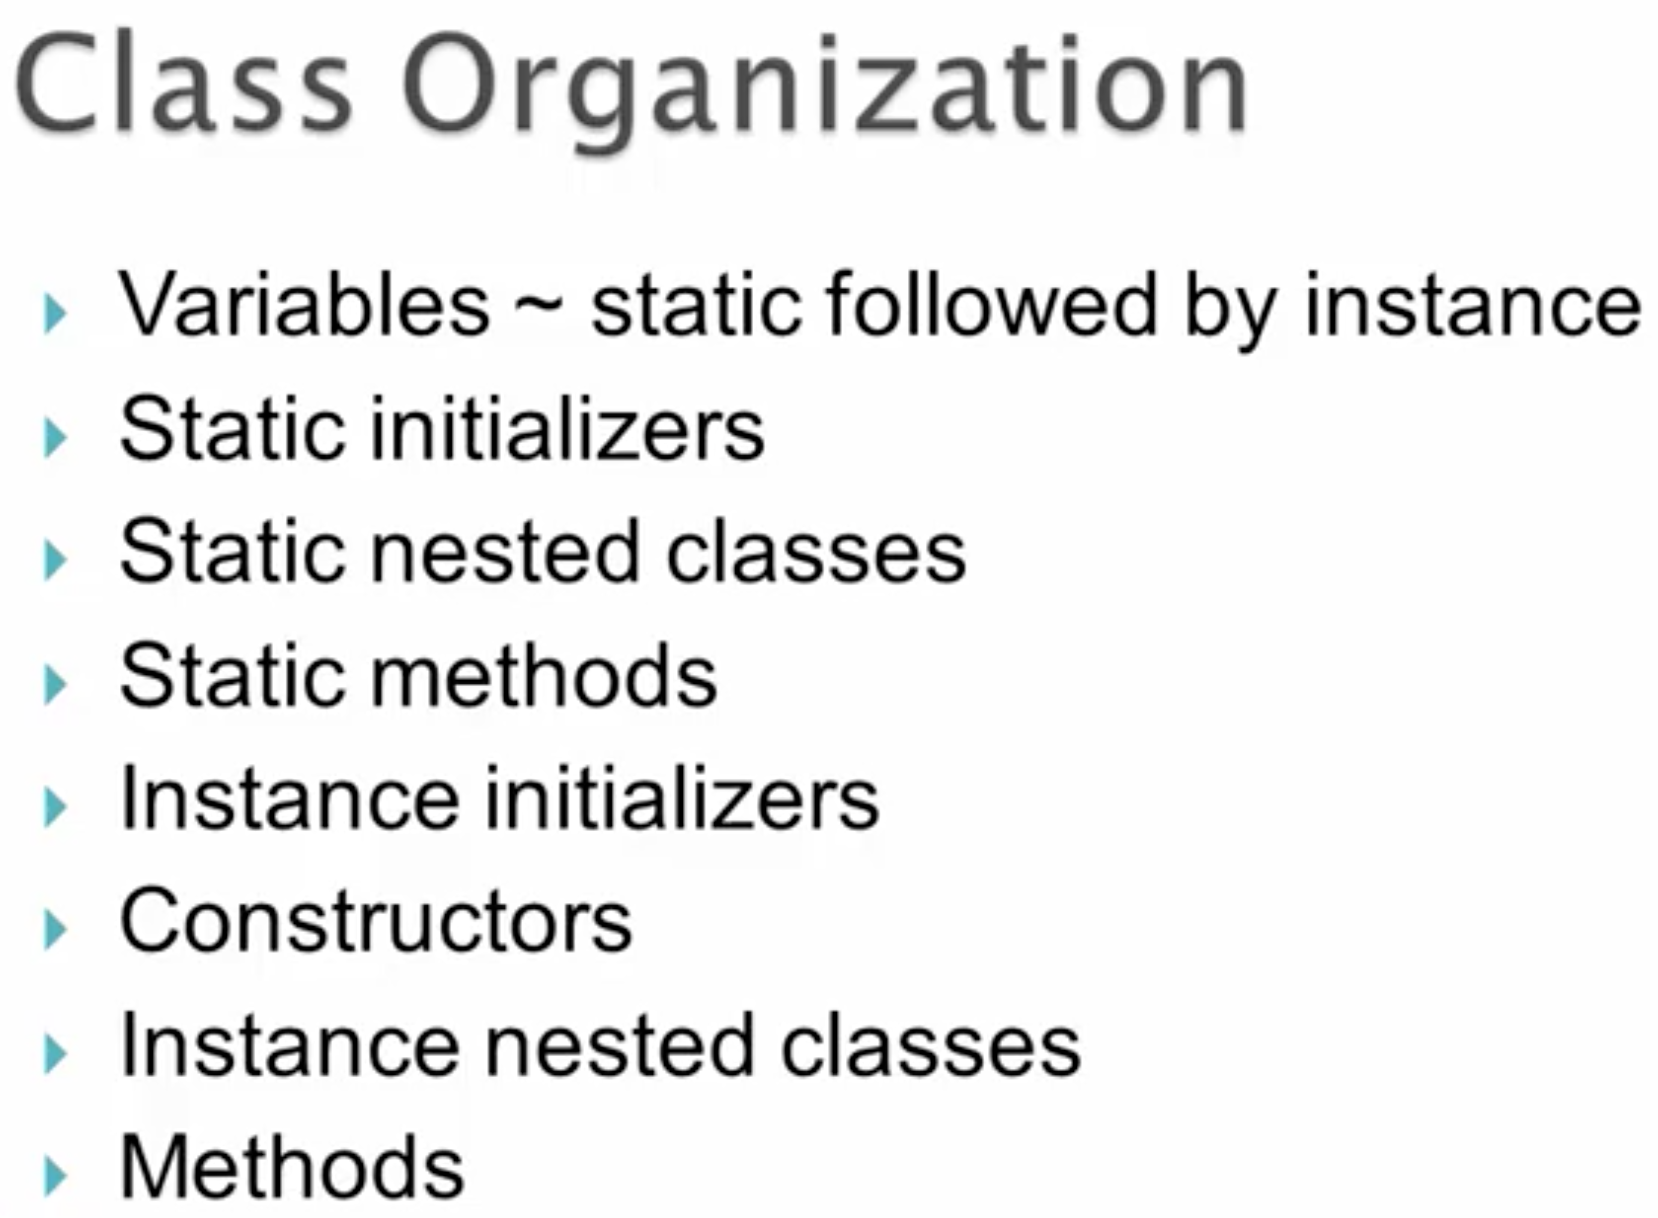 Class Organization
Variables ~ static followed by instance
Static initializers
Static nested classes
Static methods
Instance initializers
Constructors
Instance nested classes
Methods